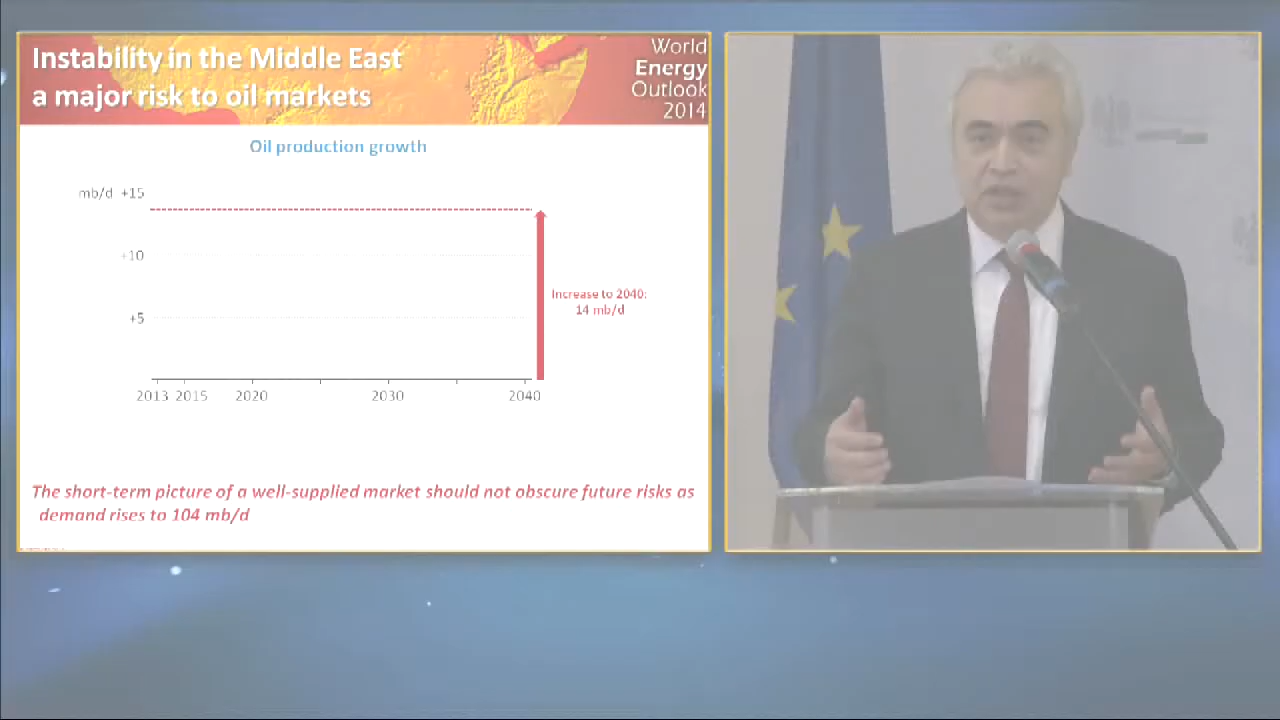 Instability in the Middle East
a major risk to oil markets
World
Energy
Outlook
2014
Oil production growth
mb/d +15
+10
+5
Increase to 2040:
14 mb/d
2013 2015 2020 2030 2040
The short-term picture of a well-supplied market should not obscure future risks as
demand rises to 104 mb/d